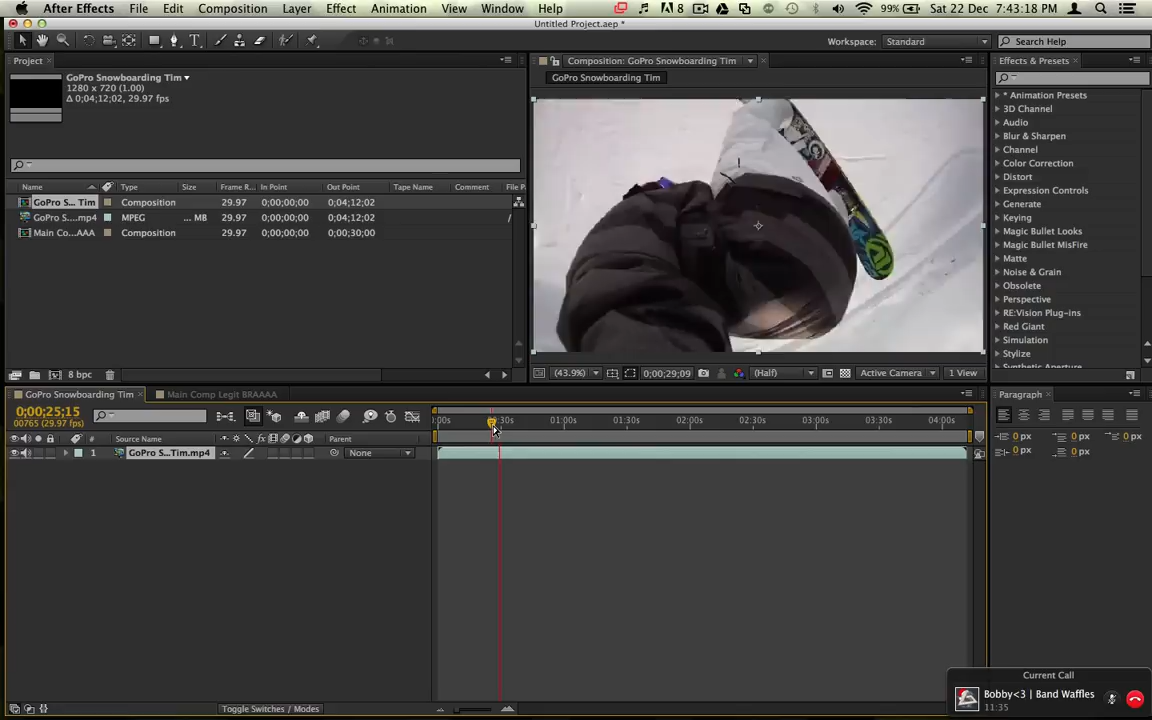 After Effects File Edit Composition Layer Effect Animation View Window Help 8 99% Sat 22 Dec 7:43:18 PM
Untitled Project.aep *
Workspace: Standard Search Help
Project
GoPro Snowboarding Tim
1280 x 720 (1.00)
Δ 0;04;12;02, 29.97 fps
Name Type Size Frame R... In Point Out Point Tape Name Comment File P
GoPro S... Tim Composition 29.97 0;00;00;00 0;04;12;02
GoPro S....mp4 MPEG ... MB 29.97 0;00;00;00 0;04;12;02 /
Main Co...AAA Composition 29.97 0;00;00;00 0;00;30;00
8 bpc
Composition: GoPro Snowboarding Tim
GoPro Snowboarding Tim
(43.9%) 0;00;29;09 (Half) Active Camera 1 View
Effects & Presets
* Animation Presets
3D Channel
Audio
Blur & Sharpen
Channel
Color Correction
Distort
Expression Controls
Generate
Keying
Magic Bullet Looks
Magic Bullet MisFire
Matte
Noise & Grain
Obsolete
Perspective
RE:Vision Plug-ins
Red Giant
Simulation
Stylize
Synthetic Aperture
GoPro Snowboarding Tim Main Comp Legit BRAAAA
0;00;25;15
00765 (29.97 fps)
:00s 00:30s 01:00s 01:30s 02:00s 02:30s 03:00s 03:30s 04:00s
# Source Name Parent
1 GoPro S...Tim.mp4 None
Toggle Switches / Modes
Paragraph
0 px 0 px 0 px
0 px 0 px
Current Call
Bobby<3 | Band Waffles
11:35